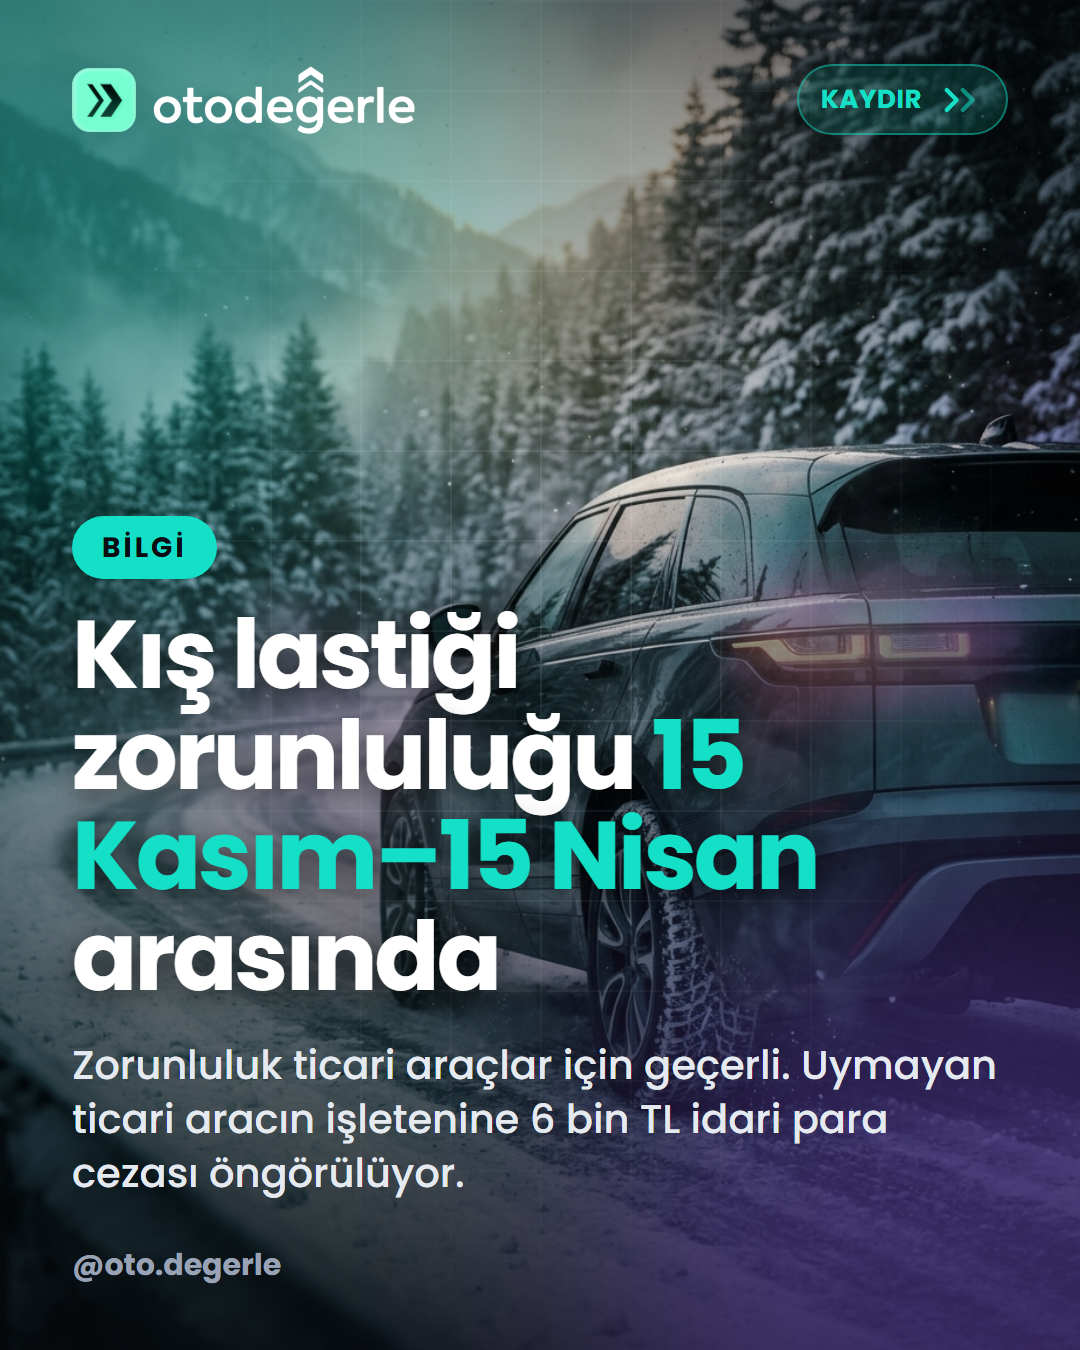 otodeğerle
KAYDIR
BİLGİ
Kış lastiği
zorunluluğu 15
Kasım–15 Nisan
arasında
Zorunluluk ticari araçlar için geçerli. Uymayan
ticari aracın işletenine 6 bin TL idari para
cezası öngörülüyor.
@oto.degerle